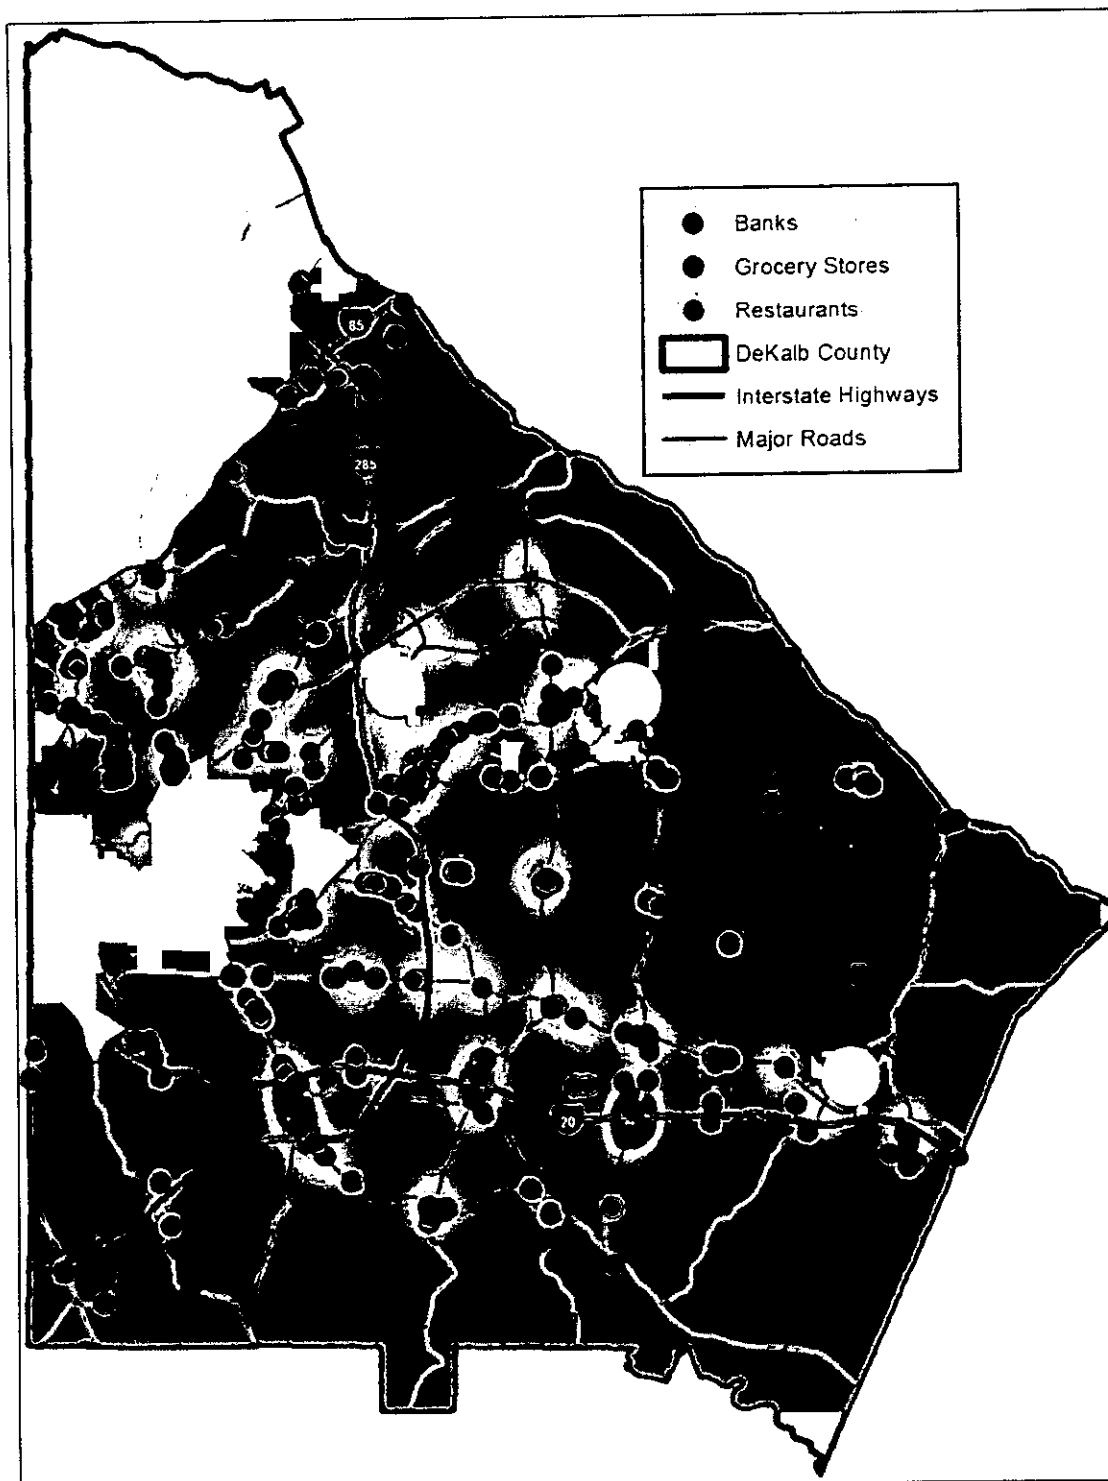 Banks
Grocery Stores
Restaurants
DeKalb County
Interstate Highways
Major Roads
85
285
20